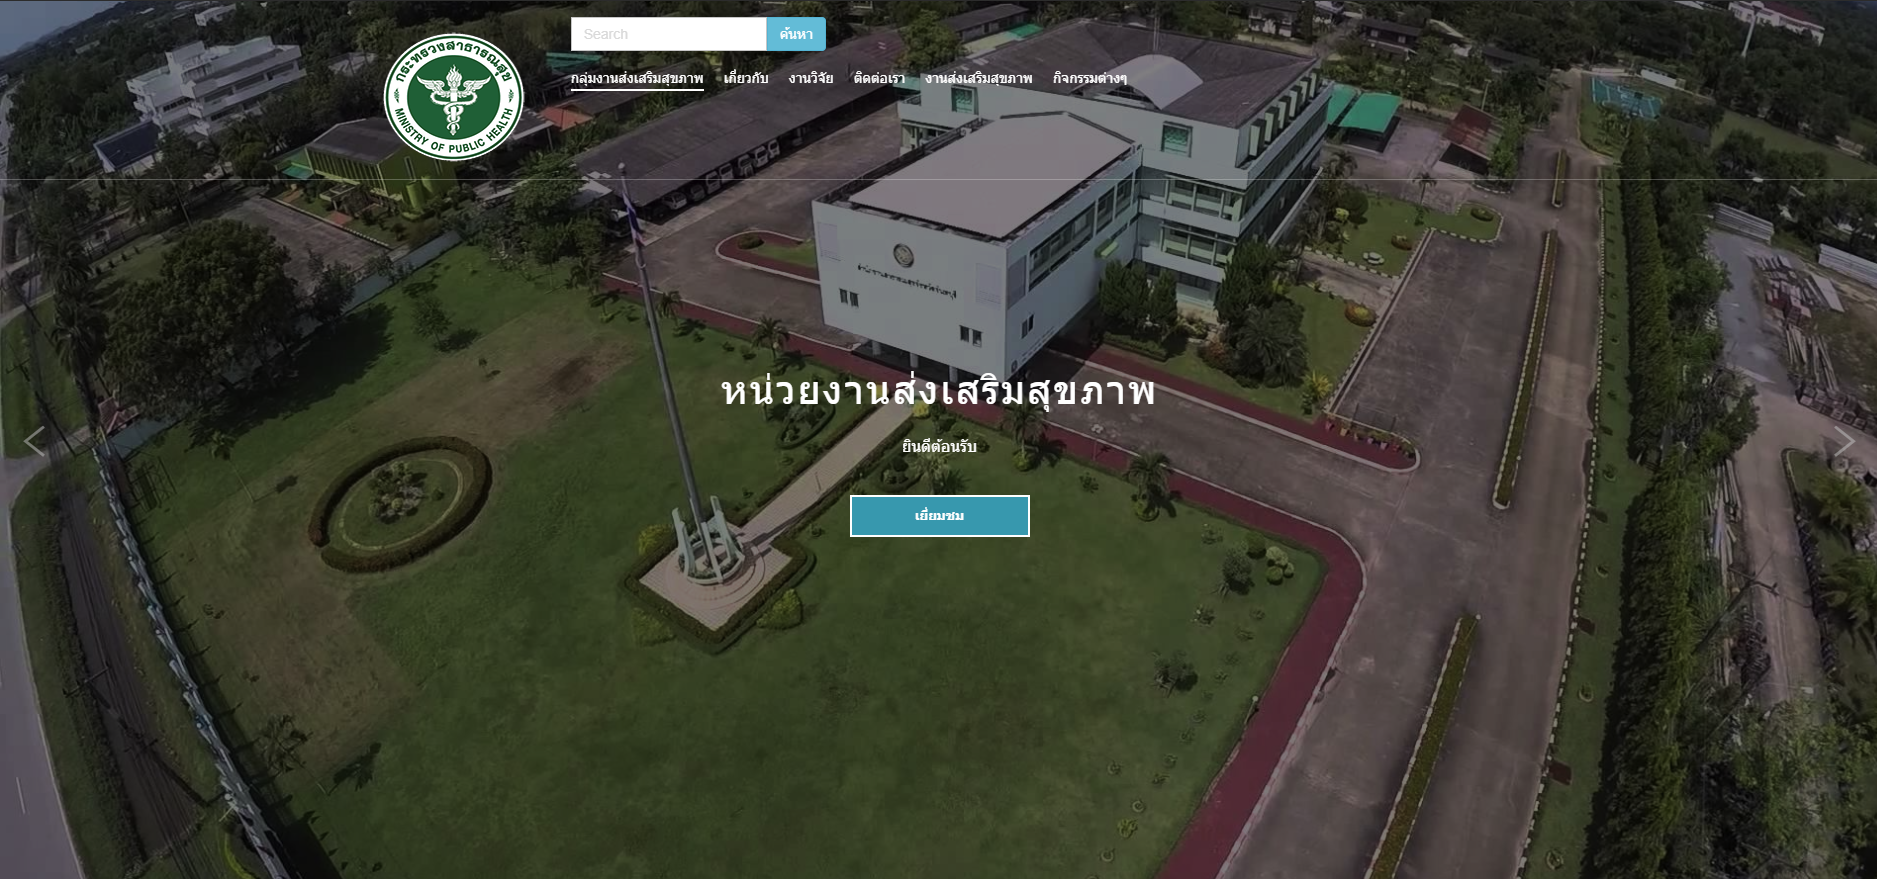 Search
ค้นหา
กระทรวงสาธารณสุข
MINISTRY OF PUBLIC HEALTH
กลุ่มงานส่งเสริมสุขภาพ เกี่ยวกับ งานวิจัย ติดต่อเรา งานส่งเสริมสุขภาพ กิจกรรมต่างๆ
หน่วยงานส่งเสริมสุขภาพ
ยินดีต้อนรับ
เยี่ยมชม